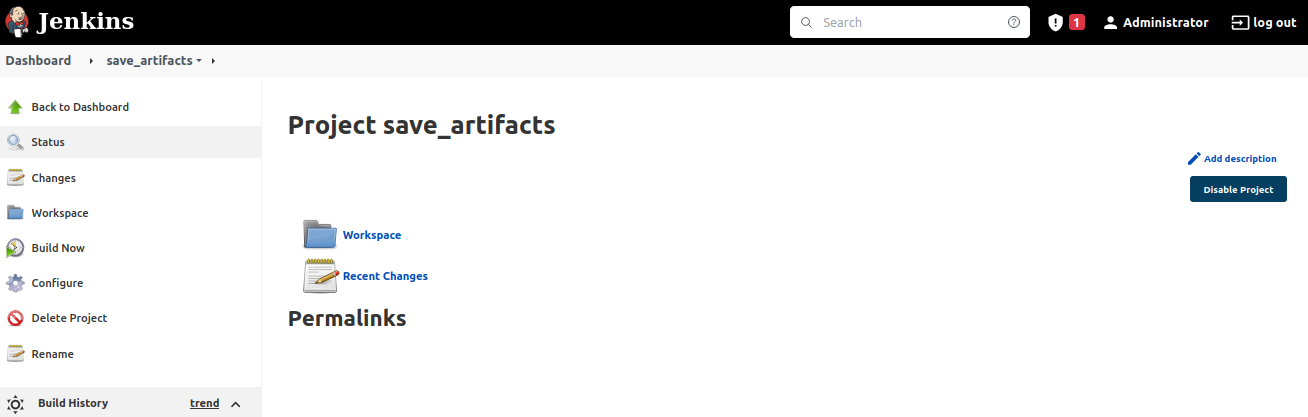 Jenkins
Search
1
Administrator
log out
Dashboard
save_artifacts
Back to Dashboard
Status
Changes
Workspace
Build Now
Configure
Delete Project
Rename
Build History trend
Project save_artifacts
Add description
Disable Project
Workspace
Recent Changes
Permalinks